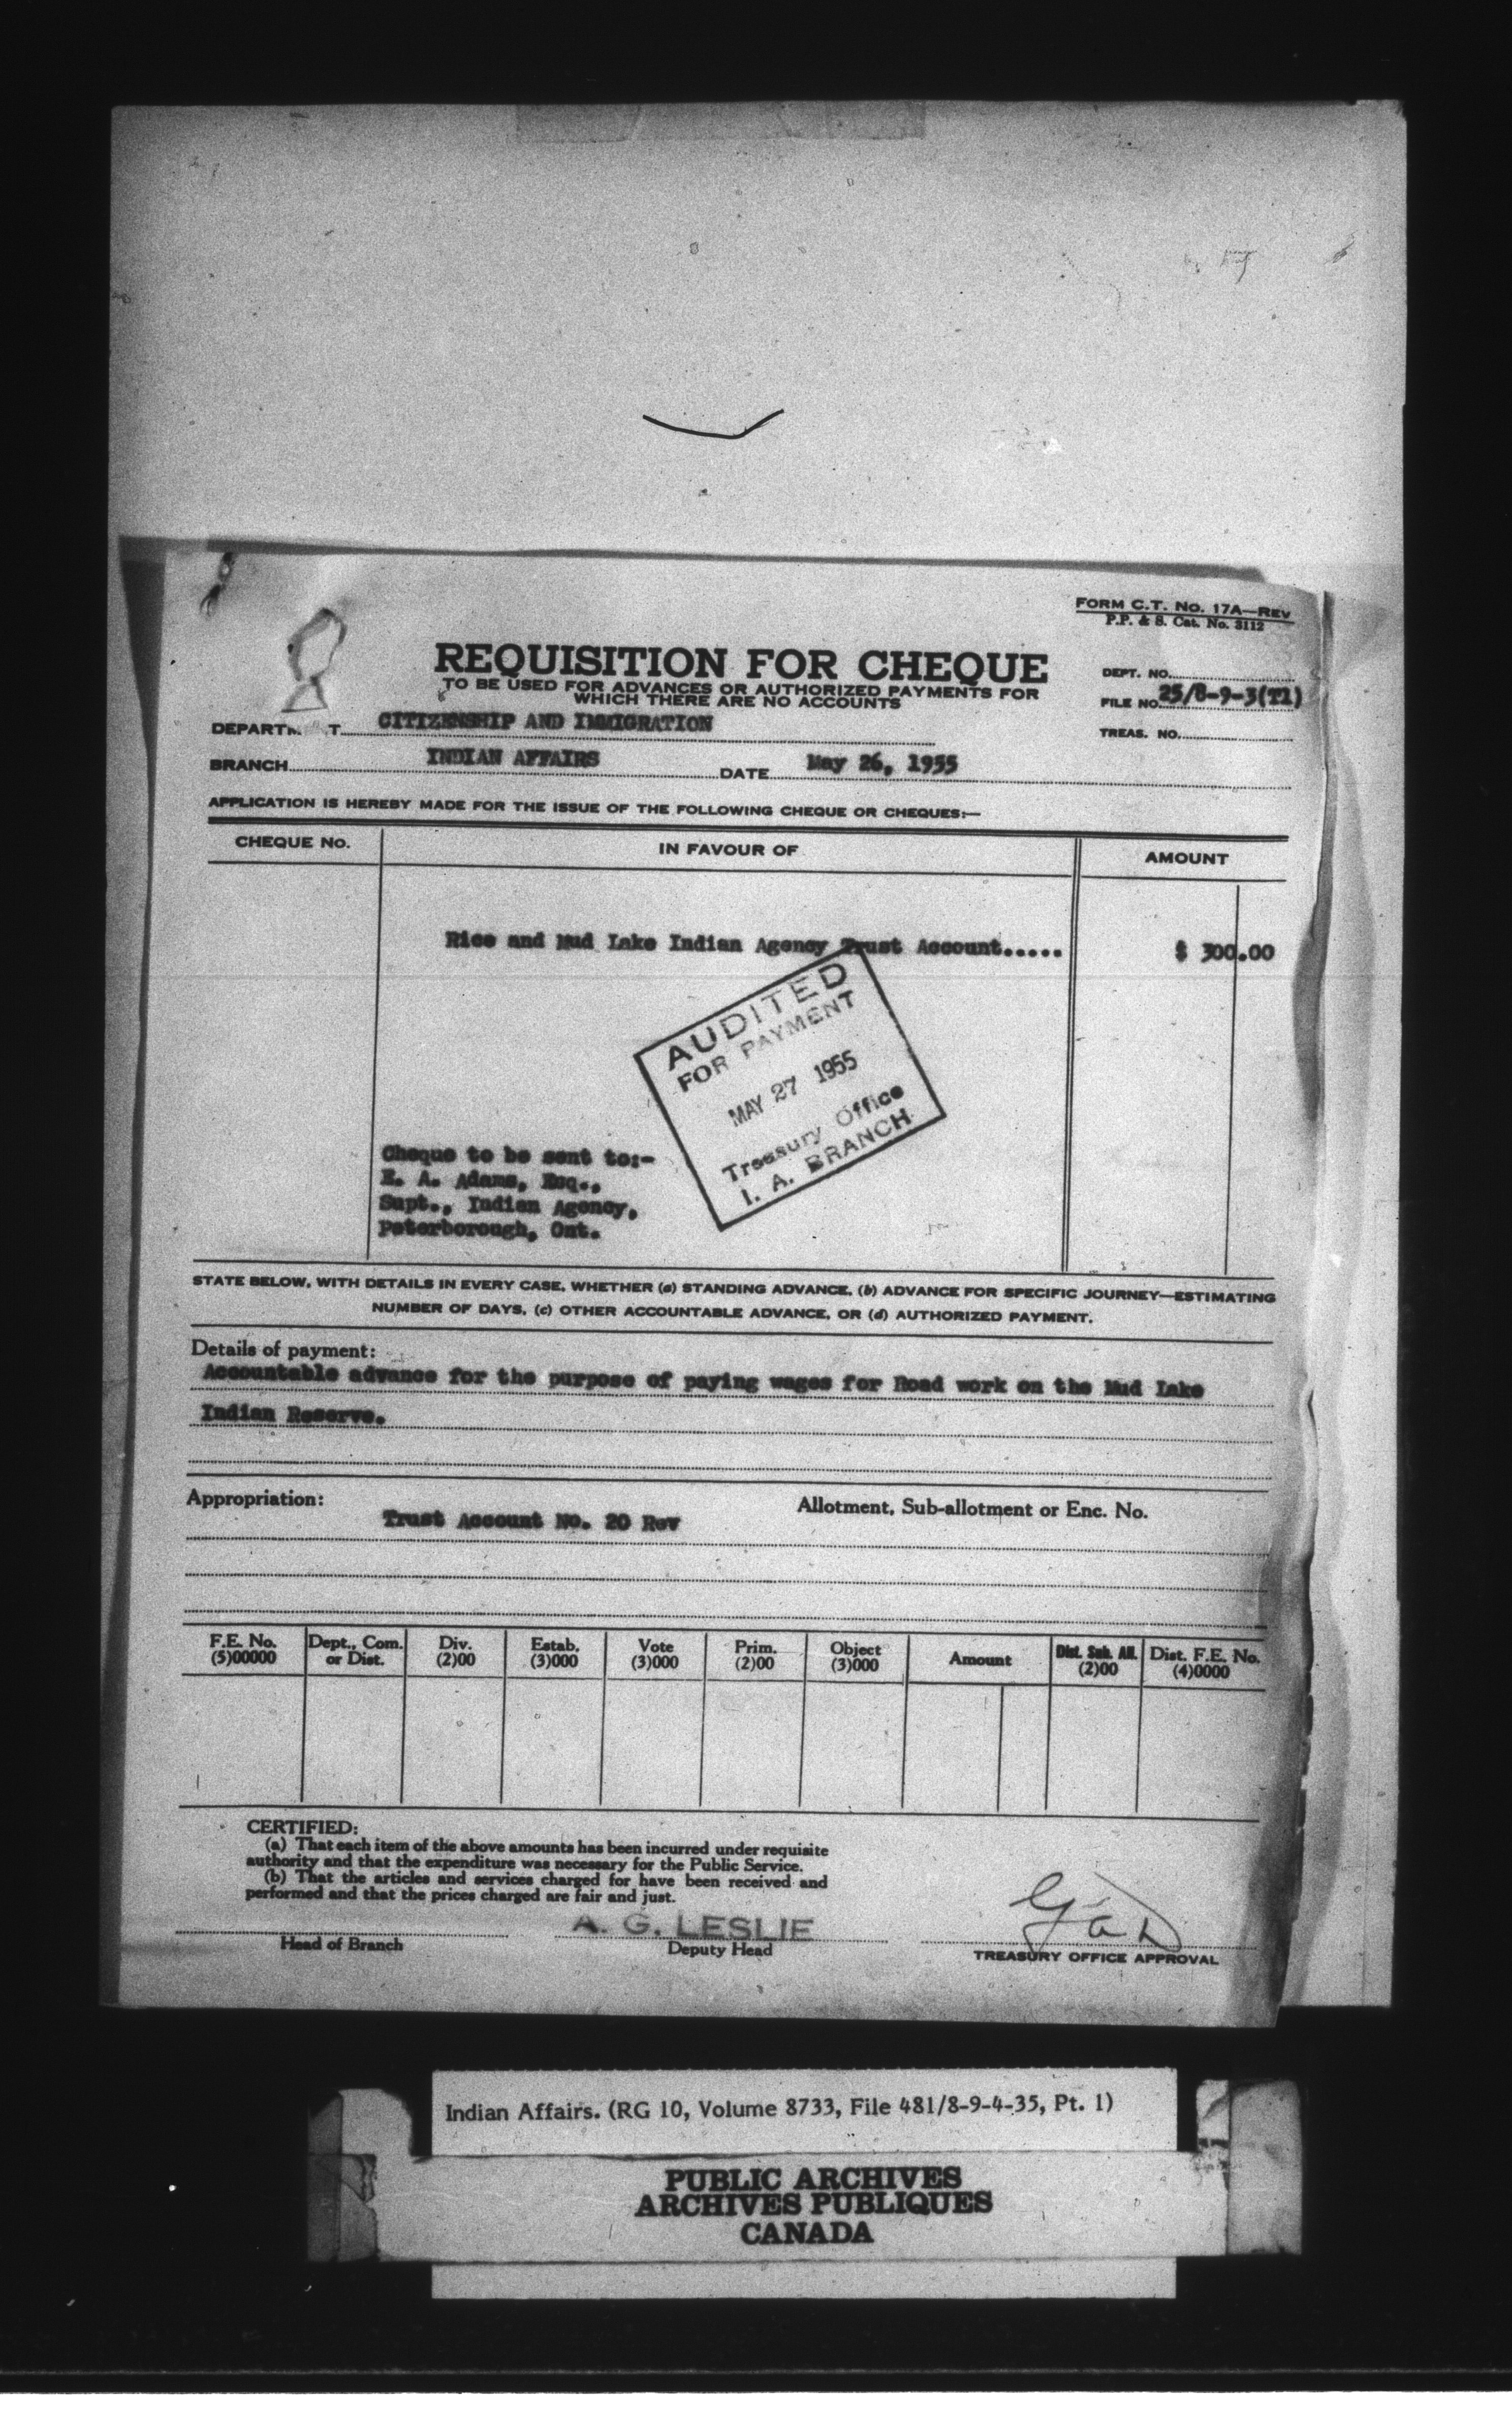 FORM C.T. No. 17A—REV
P.P. & S. Cat. No. 3112
REQUISITION FOR CHEQUE
TO BE USED FOR ADVANCES OR AUTHORIZED PAYMENTS FOR
WHICH THERE ARE NO ACCOUNTS
DEPT. NO.
FILE NO. 25/8-9-3(T1)
TREAS. NO.
DEPARTM T CITIZENSHIP AND IMMIGRATION
BRANCH INDIAN AFFAIRS DATE May 26, 1955
APPLICATION IS HEREBY MADE FOR THE ISSUE OF THE FOLLOWING CHEQUE OR CHEQUES:—
CHEQUE NO. IN FAVOUR OF AMOUNT
Rice and Mud Lake Indian Agency Trust Account..... $ 300.00
AUDITED
FOR PAYMENT
MAY 27 1955
Treasury Office
I. A. BRANCH
Cheque to be sent to:-
E. A. Adams, Esq.,
Supt., Indian Agency,
Peterborough, Ont.
STATE BELOW, WITH DETAILS IN EVERY CASE, WHETHER (a) STANDING ADVANCE, (b) ADVANCE FOR SPECIFIC JOURNEY—ESTIMATING
NUMBER OF DAYS, (c) OTHER ACCOUNTABLE ADVANCE, OR (d) AUTHORIZED PAYMENT.
Details of payment:
Accountable advance for the purpose of paying wages for Road work on the Mud Lake
Indian Reserve.
Appropriation: Allotment, Sub-allotment or Enc. No.
Trust Account No. 20 Rev
F.E. No. Dept., Com. Div. Estab. Vote Prim. Object Amount Dist. Sub. All. Dist. F.E. No.
(5)00000 or Dist. (2)00 (3)000 (3)000 (2)00 (3)000 (2)00 (4)0000
CERTIFIED:
(a) That each item of the above amounts has been incurred under requisite
authority and that the expenditure was necessary for the Public Service.
(b) That the articles and services charged for have been received and
performed and that the prices charged are fair and just.
A. G. LESLIE
Head of Branch Deputy Head TREASURY OFFICE APPROVAL
Indian Affairs. (RG 10, Volume 8733, File 481/8-9-4-35, Pt. 1)
PUBLIC ARCHIVES
ARCHIVES PUBLIQUES
CANADA